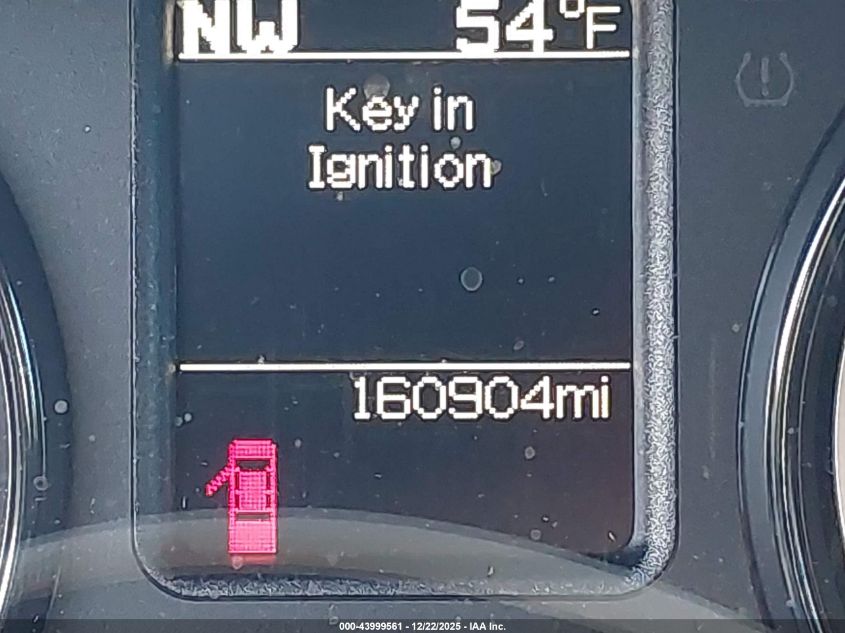 NW 54°F
Key in
Ignition
160904mi
000-43999561 - 12/22/2025 - IAA Inc.